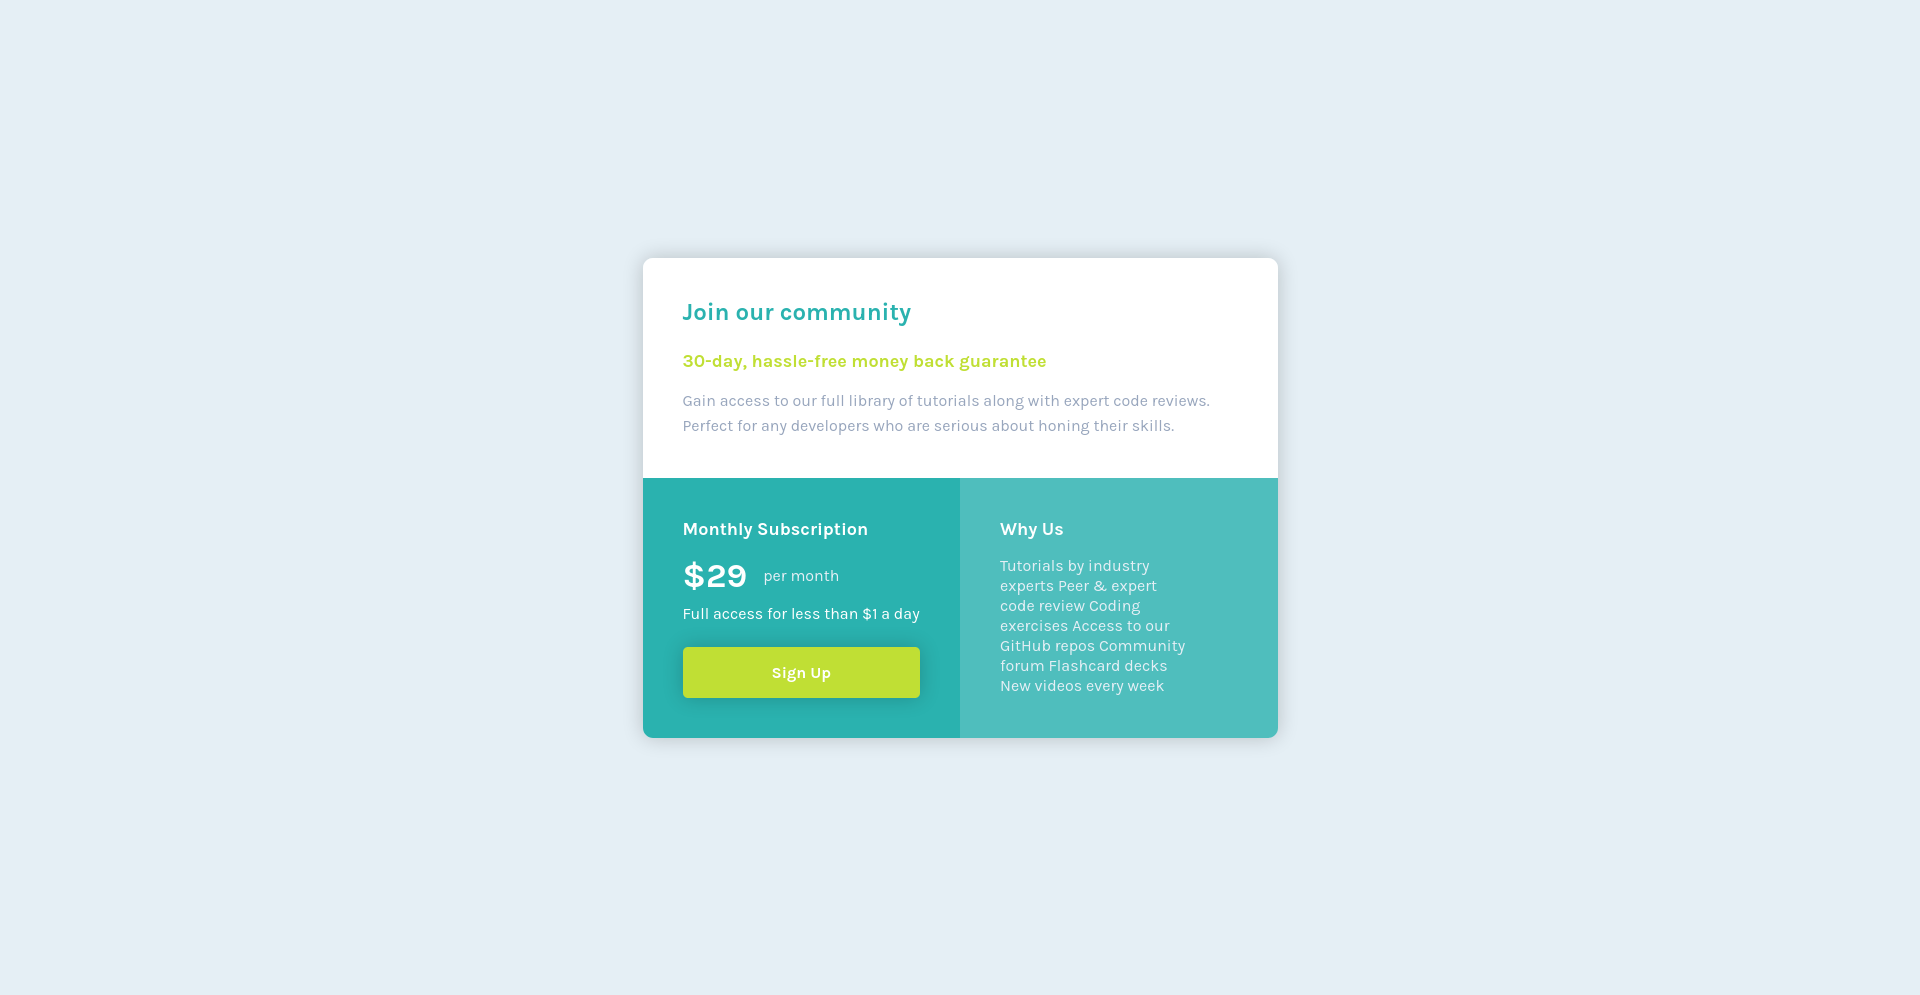 Join our community
30-day, hassle-free money back guarantee
Gain access to our full library of tutorials along with expert code reviews.
Perfect for any developers who are serious about honing their skills.
Monthly Subscription
$29 per month
Full access for less than $1 a day
Sign Up
Why Us
Tutorials by industry
experts Peer & expert
code review Coding
exercises Access to our
GitHub repos Community
forum Flashcard decks
New videos every week